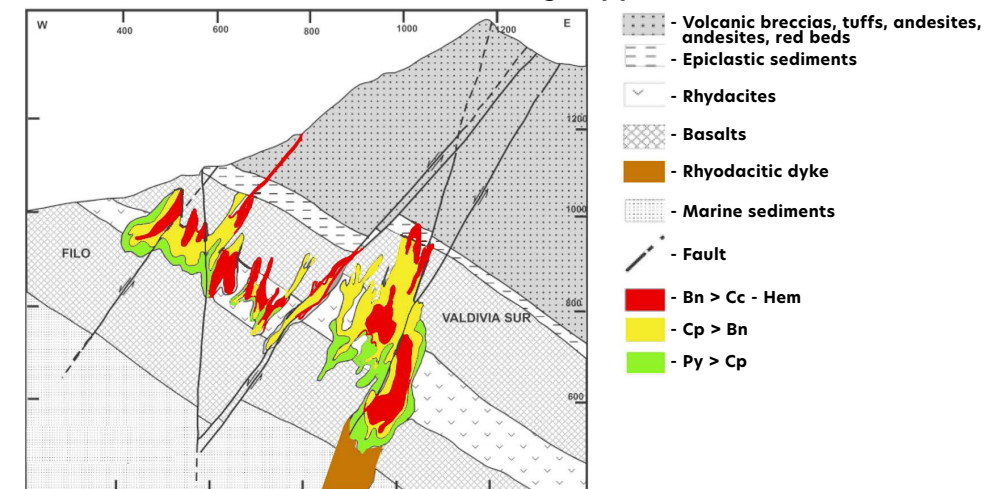 W
E
400
600
800
1000
1200
1200
1000
800
600
FILO
VALDIVIA SUR
- Volcanic breccias, tuffs, andesites,
andesites, red beds
- Epiclastic sediments
- Rhydacites
- Basalts
- Rhyodacitic dyke
- Marine sediments
- Fault
- Bn > Cc - Hem
- Cp > Bn
- Py > Cp